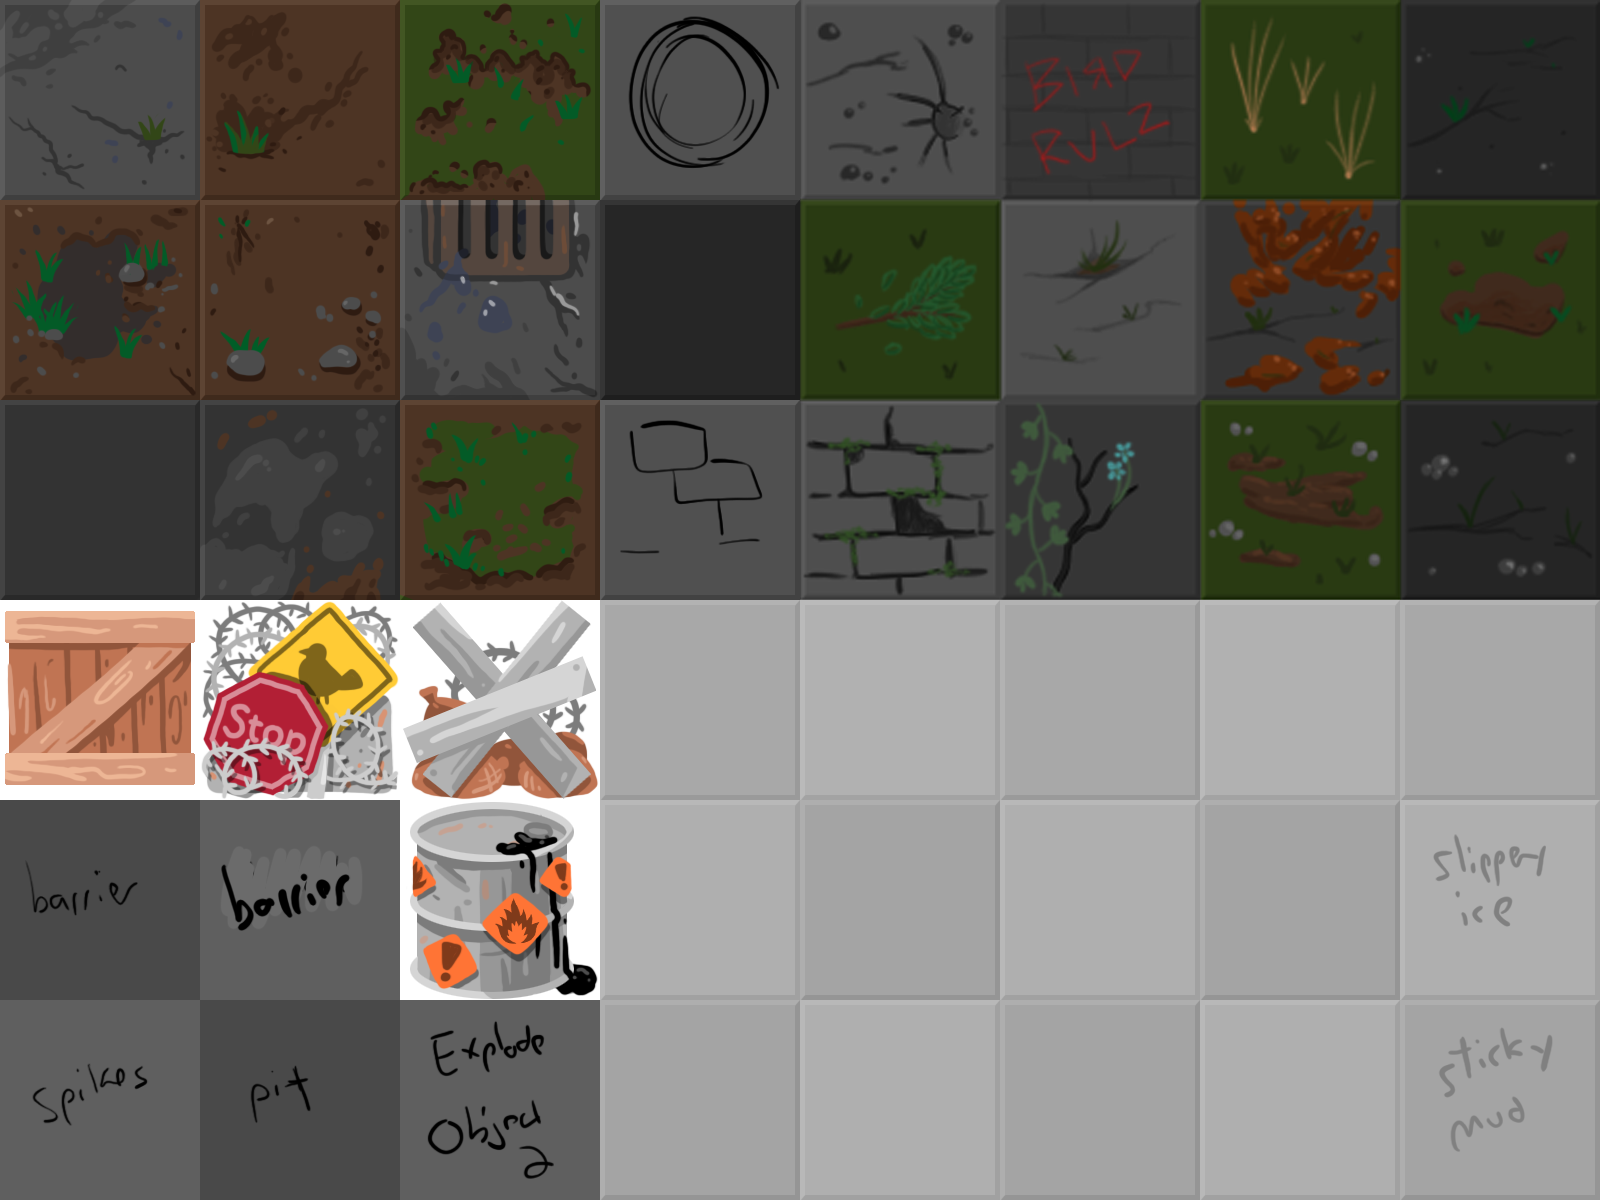 BIRD
RULZ
Stop
barrier
barrier
slippery
ice
spikes
pit
Explode
Object
2
sticky
mud